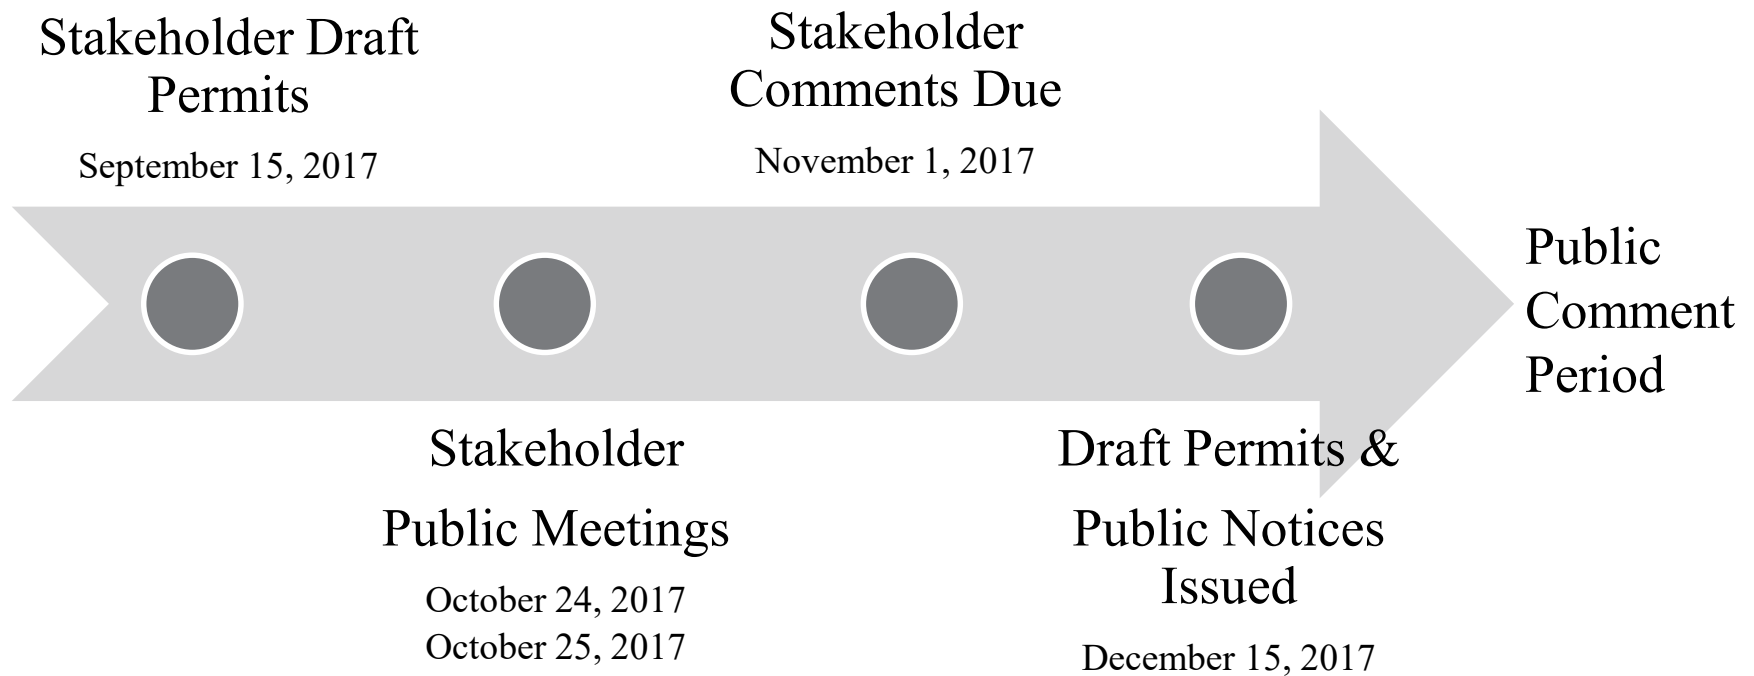 Stakeholder Draft
Permits
September 15, 2017
Stakeholder
Public Meetings
October 24, 2017
October 25, 2017
Stakeholder
Comments Due
November 1, 2017
Draft Permits &
Public Notices
Issued
December 15, 2017
Public
Comment
Period